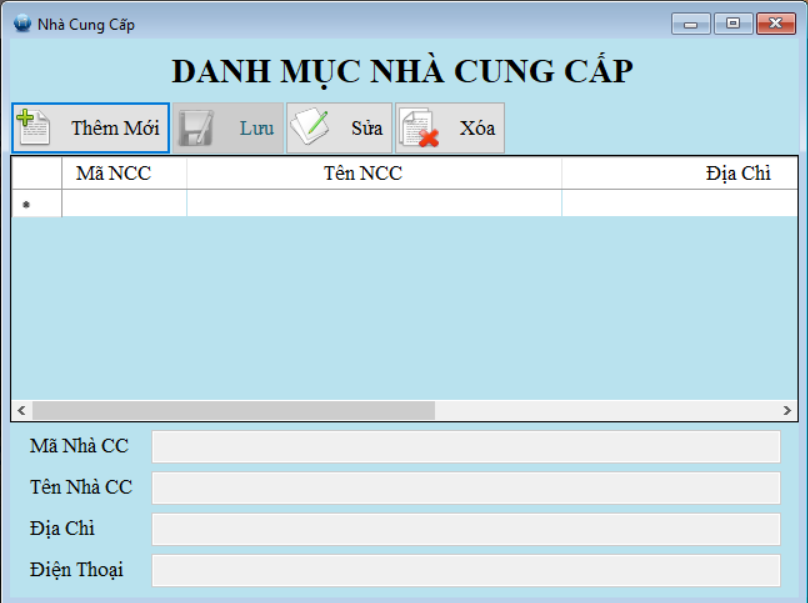 Nhà Cung Cấp
DANH MỤC NHÀ CUNG CẤP
Thêm Mới Lưu Sửa Xóa
Mã NCC Tên NCC Địa Chỉ
*
Mã Nhà CC
Tên Nhà CC
Địa Chỉ
Điện Thoại